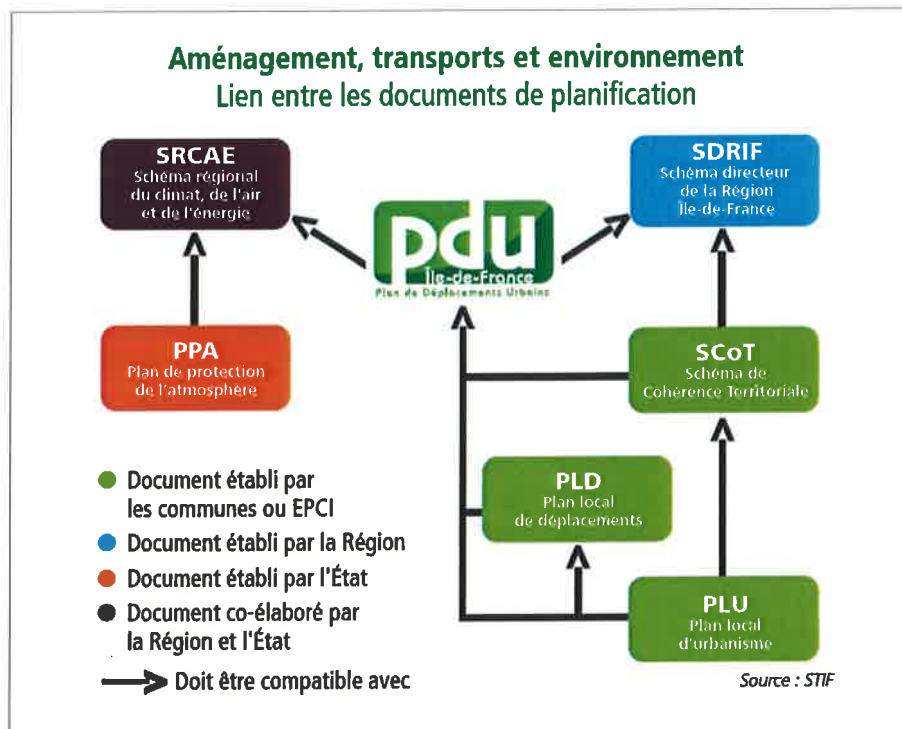 Aménagement, transports et environnement
Lien entre les documents de planification
SRCAE
Schéma régional
du climat, de l'air
et de l'énergie
SDRIF
Schéma directeur
de la Région
Île-de-France
pdu
Île-de-France
Plan de Déplacements Urbains
PPA
Plan de protection
de l'atmosphère
SCoT
Schéma de
Cohérence Territoriale
PLD
Plan local
de déplacements
PLU
Plan local
d'urbanisme
Document établi par
les communes ou EPCI
Document établi par la Région
Document établi par l'État
Document co-élaboré par
la Région et l'État
Doit être compatible avec
Source : STIF